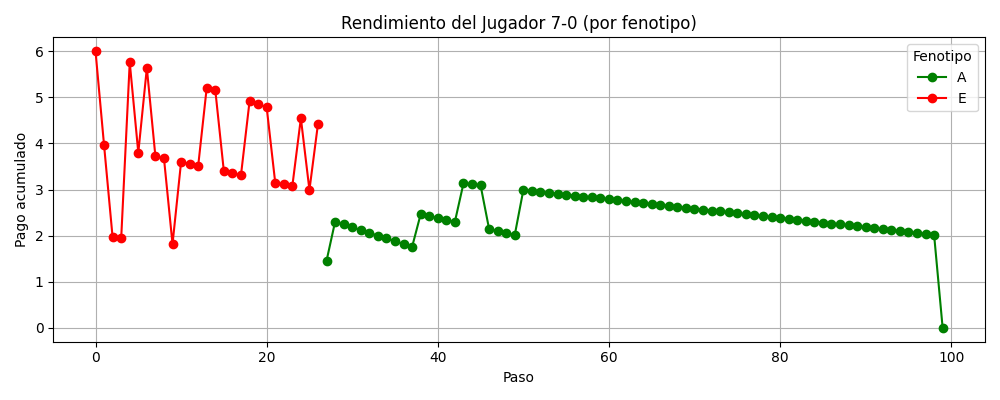 Rendimiento del Jugador 7-0 (por fenotipo)
Pago acumulado
6
5
4
3
2
1
0
0 20 40 60 80 100
Paso
Fenotipo
A
E